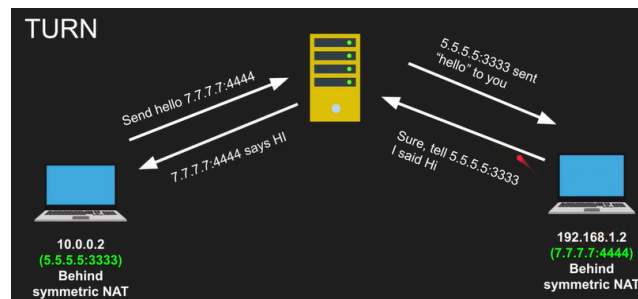 TURN
Send hello 7.7.7.7:4444
7.7.7.7:4444 says HI
5.5.5.5:3333 sent
“hello” to you
Sure, tell 5.5.5.5:3333
I said Hi
10.0.0.2
(5.5.5.5:3333)
Behind
symmetric NAT
192.168.1.2
(7.7.7.7:4444)
Behind
symmetric NAT